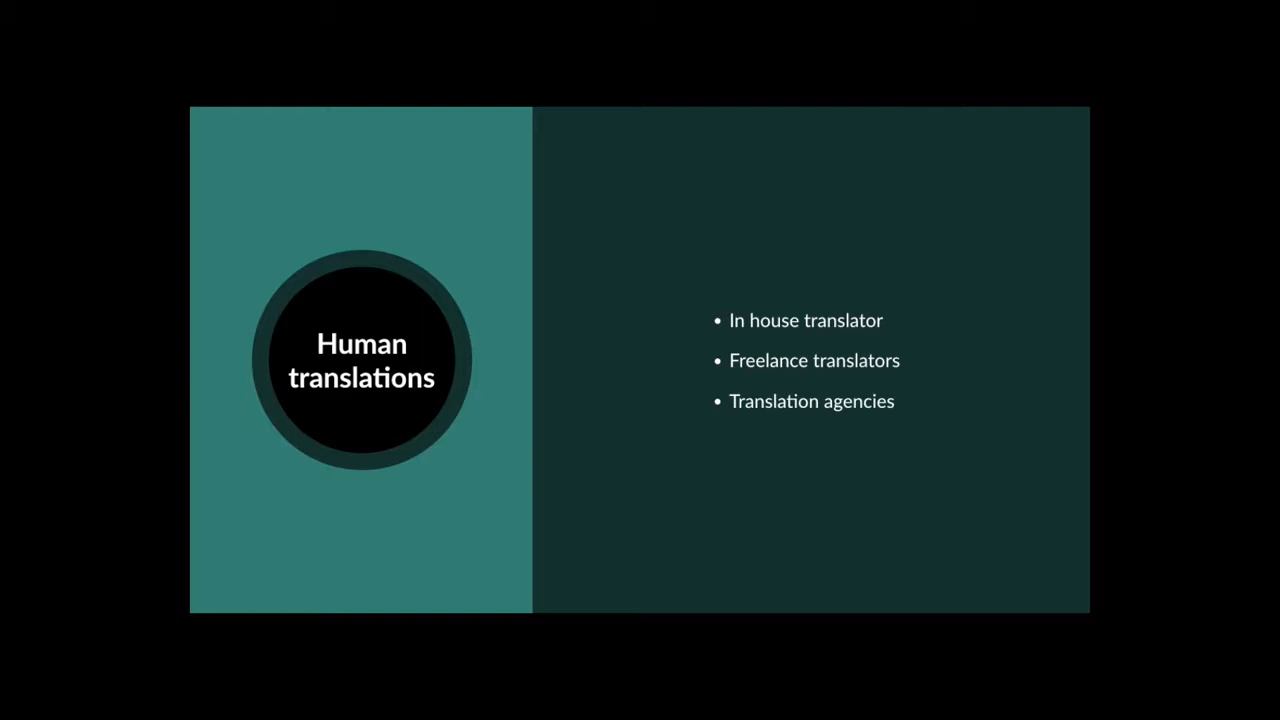 Human
translations
• In house translator
• Freelance translators
• Translation agencies